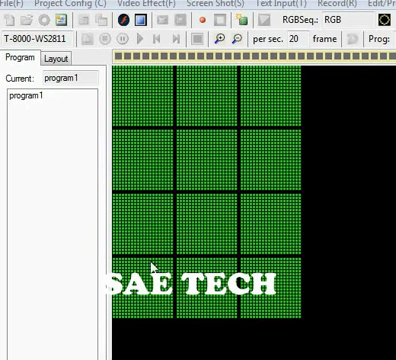 File(F) Project Config (C) Video Effect(F) Screen Shot(S) Text Input(T) Record(R) Edit/Pr
RGBSeq.: RGB
T-8000-WS2811 per sec. 20 frame Prog:
Program Layout
Current: program1
program1
SAE TECH